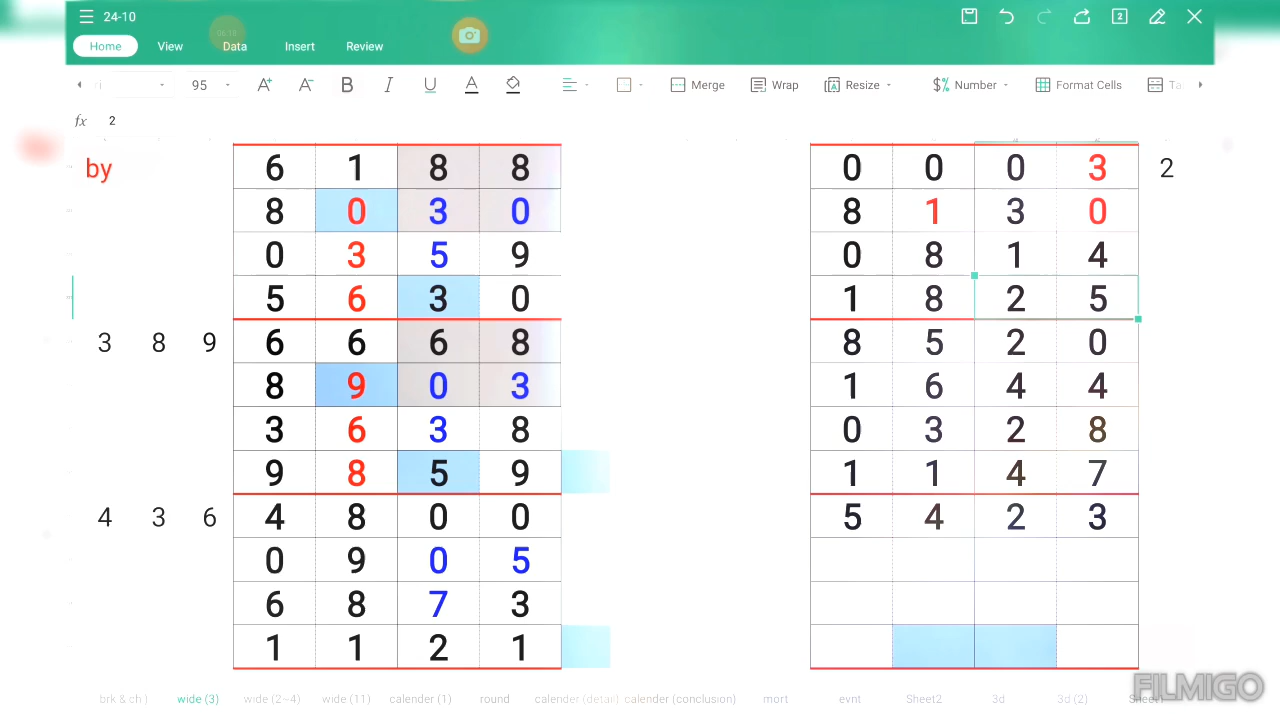 24-10
06:15
Home View Data Insert Review
ri 95 A+ A- B I U A Merge Wrap Resize $% Number Format Cells Ta
fx 2
by 6 1 8 8 0 0 0 3 2
8 0 3 0 8 1 3 0
0 3 5 9 0 8 1 4
5 6 3 0 1 8 2 5
3 8 9 6 6 6 8 8 5 2 0
8 9 0 3 1 6 4 4
3 6 3 8 0 3 2 8
9 8 5 9 1 1 4 7
4 3 6 4 8 0 0 5 4 2 3
0 9 0 5
6 8 7 3
1 1 2 1
brk & ch ) wide (3) wide (2~4) wide (11) calender (1) round calender (detail) calender (conclusion) mort evnt Sheet2 3d 3d (2) Sheet1
FILMIGO